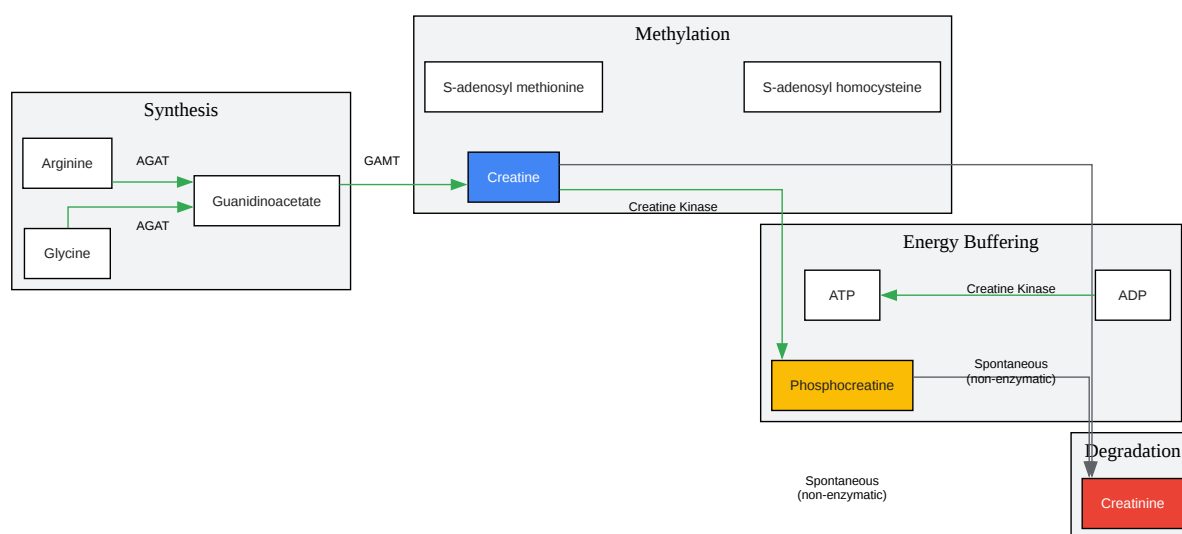 Methylation
S-adenosyl methionine
S-adenosyl homocysteine
Synthesis
Arginine
AGAT
GAMT
Creatine
Guanidinoacetate
Creatine Kinase
AGAT
Glycine
Energy Buffering
ATP
Creatine Kinase
ADP
Phosphocreatine
Spontaneous
(non-enzymatic)
Degradation
Spontaneous
(non-enzymatic)
Creatinine